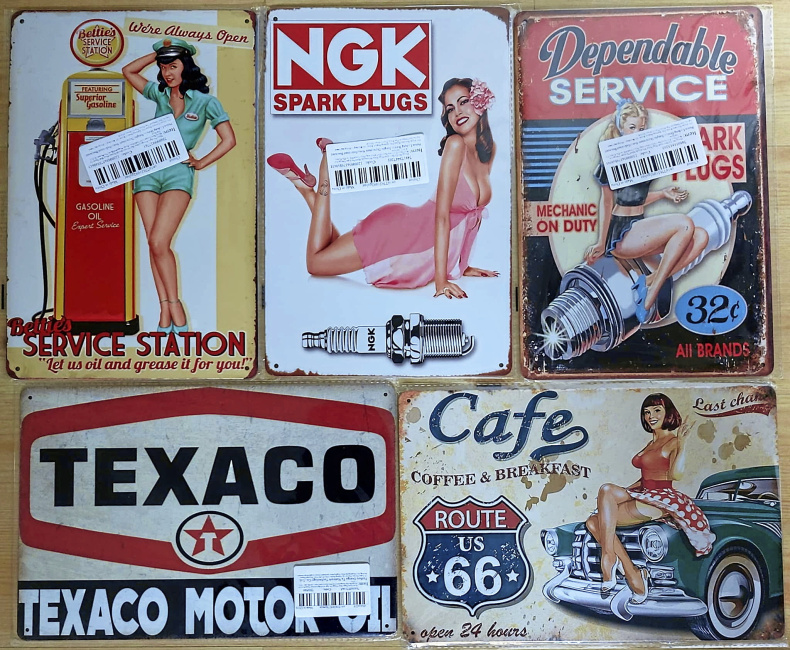 Bettie's
SERVICE
STATION
We're Always Open
FEATURING
Superior
Gasoline
GASOLINE
OIL
Expert Service
Bettie's
SERVICE STATION
"Let us oil and grease it for you!"
NGK
SPARK PLUGS
NGK
Dependable
SERVICE
ARK
PLUGS
MECHANIC
ON DUTY
32¢
All BRANDS
TEXACO
T
TEXACO MOTOR OIL
Cafe
Last chan
COFFEE & BREAKFAST
ROUTE
US
66
open 24 hours